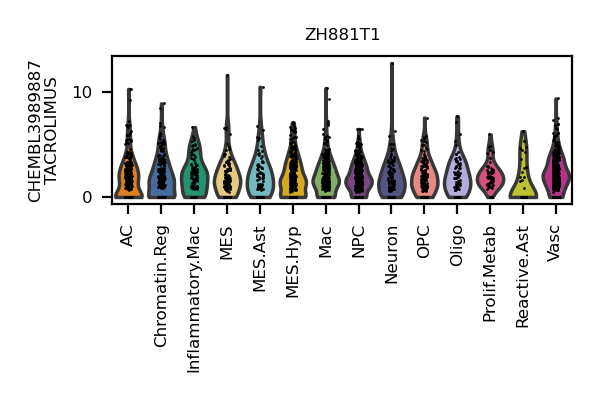 ZH881T1
CHEMBL3989887
TACROLIMUS
10
0
AC
Chromatin.Reg
Inflammatory.Mac
MES
MES.Ast
MES.Hyp
Mac
NPC
Neuron
OPC
Oligo
Prolif.Metab
Reactive.Ast
Vasc